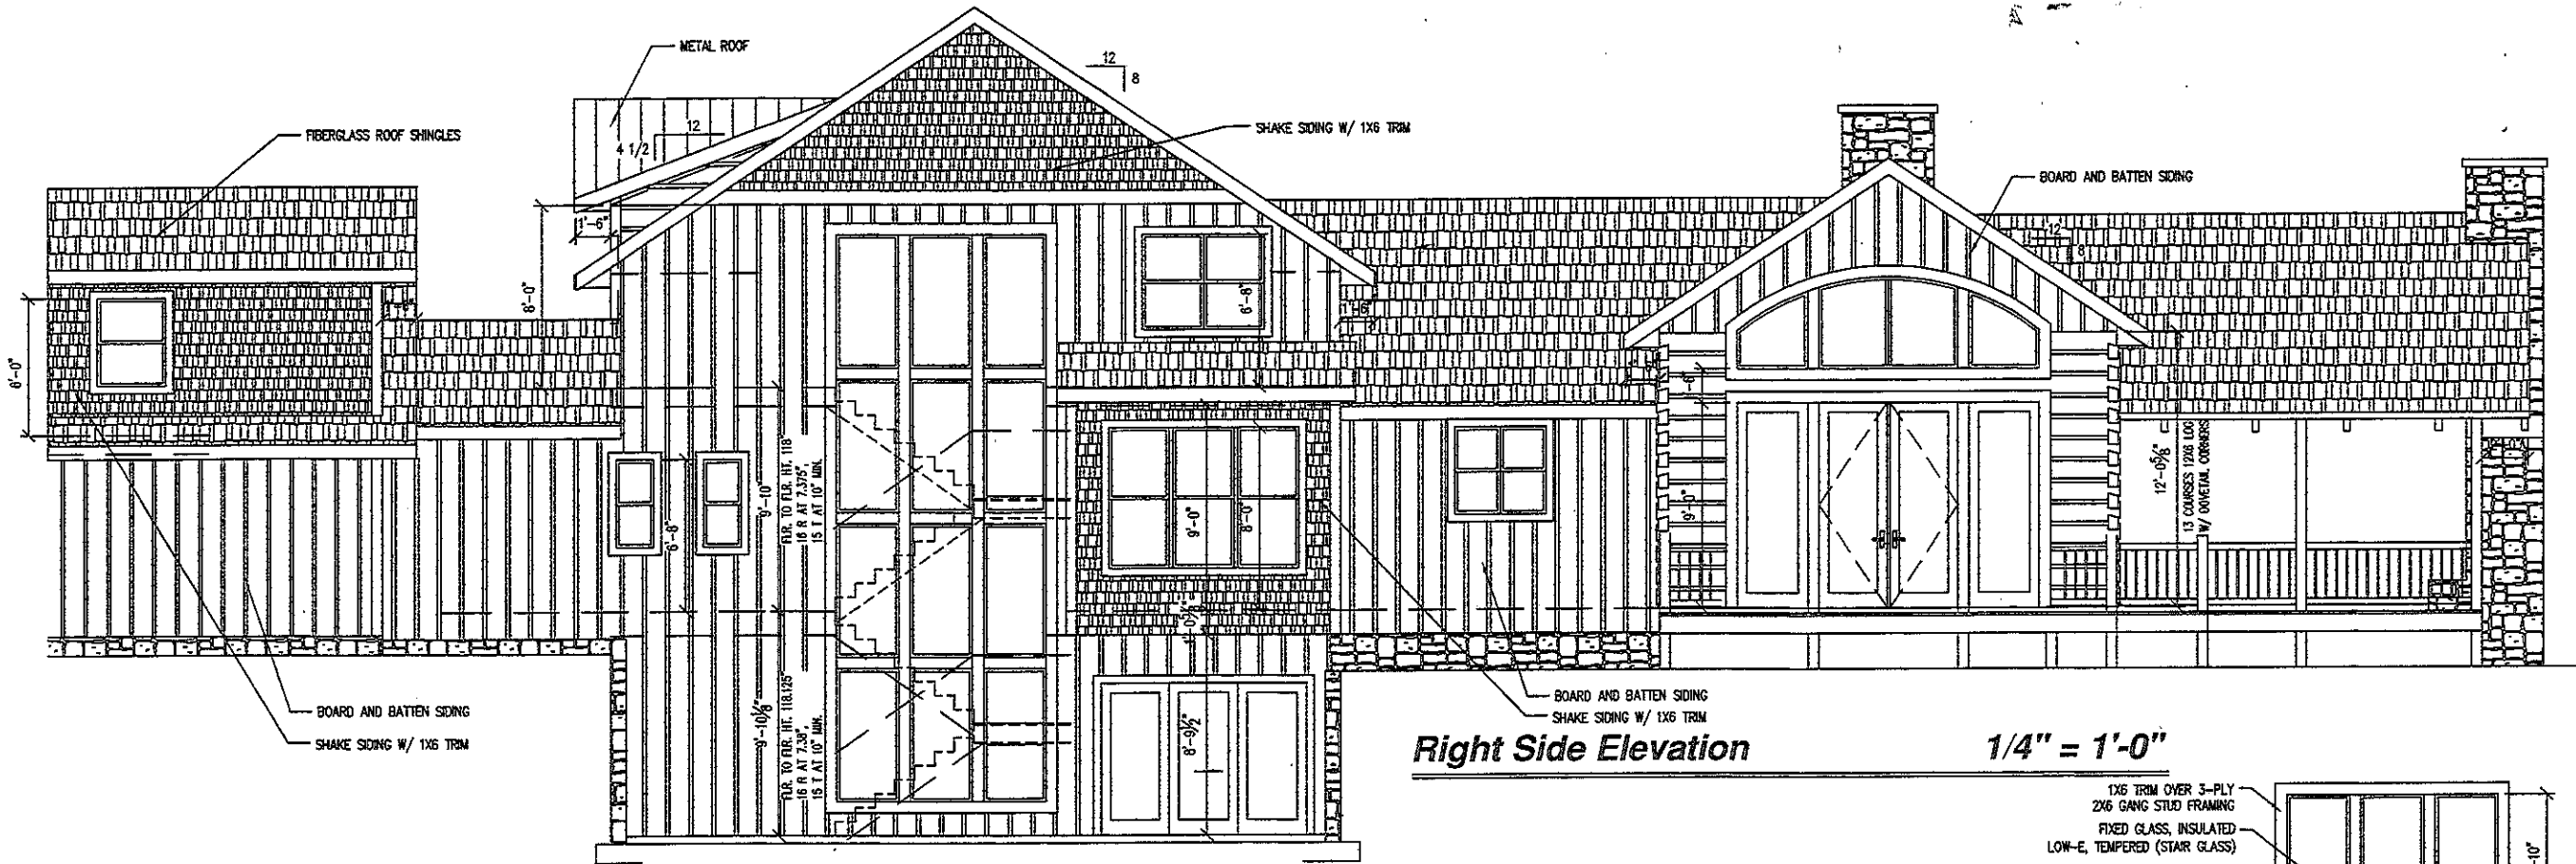 METAL ROOF
12
8
FIBERGLASS ROOF SHINGLES
12
4 1/2
SHAKE SIDING W/ 1X6 TRIM
BOARD AND BATTEN SIDING
1'-6"
12
8
8'-0"
6'-8"
1'-6"
6'-0"
9'-10"
FLR. TO FLR. HT. 118"
16 R AT 7.375",
15 T AT 10" MIN.
6'-8"
9'-0"
8'-0"
9'-0"
12'-0⅝"
13 COURSES 12X6 LOG
W/ DOVETAIL CORNERS
9'-10⅛"
FLR. TO FLR. HT. 118.125"
16 R AT 7.38",
15 T AT 10" MIN.
8'-9½"
BOARD AND BATTEN SIDING
SHAKE SIDING W/ 1X6 TRIM
BOARD AND BATTEN SIDING
SHAKE SIDING W/ 1X6 TRIM
Right Side Elevation 1/4" = 1'-0"
1X6 TRIM OVER 3-PLY
2X6 GANG STUD FRAMING
FIXED GLASS, INSULATED
LOW-E, TEMPERED (STAIR GLASS)